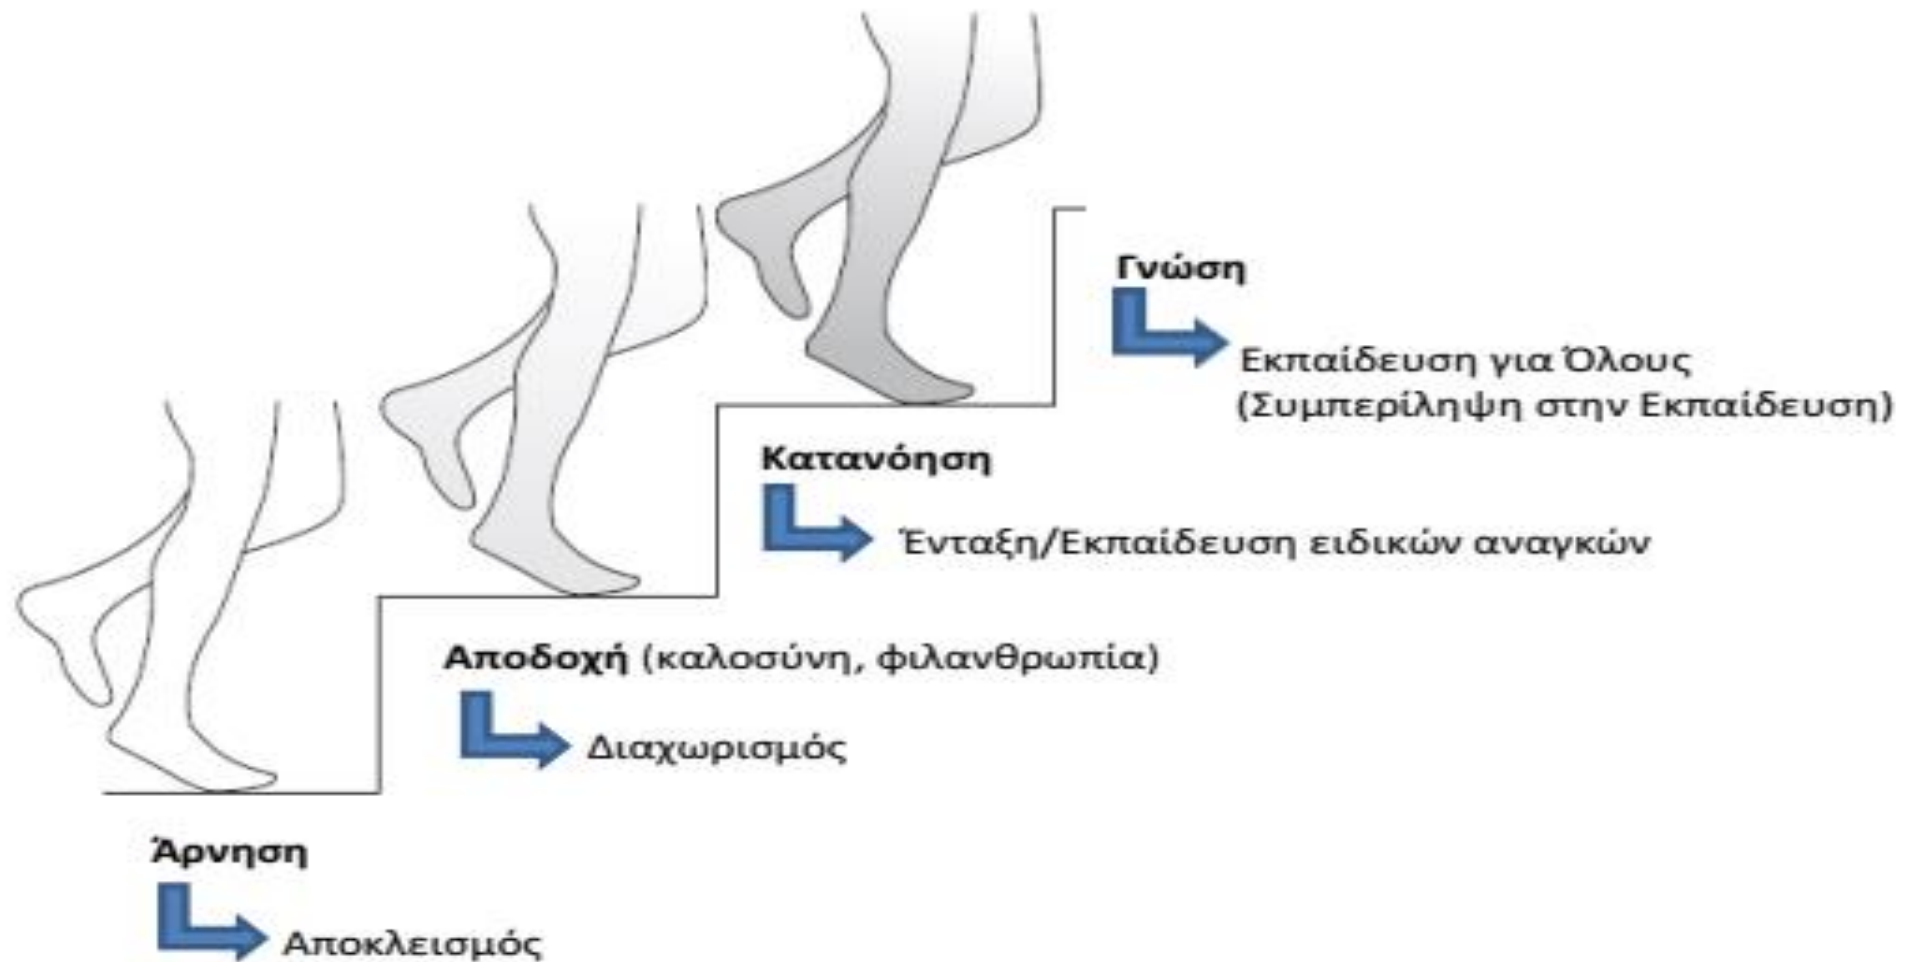 Γνώση
Εκπαίδευση για Όλους
(Συμπερίληψη στην Εκπαίδευση)
Κατανόηση
Ένταξη/Εκπαίδευση ειδικών αναγκών
Αποδοχή (καλοσύνη, φιλανθρωπία)
Διαχωρισμός
Άρνηση
Αποκλεισμός